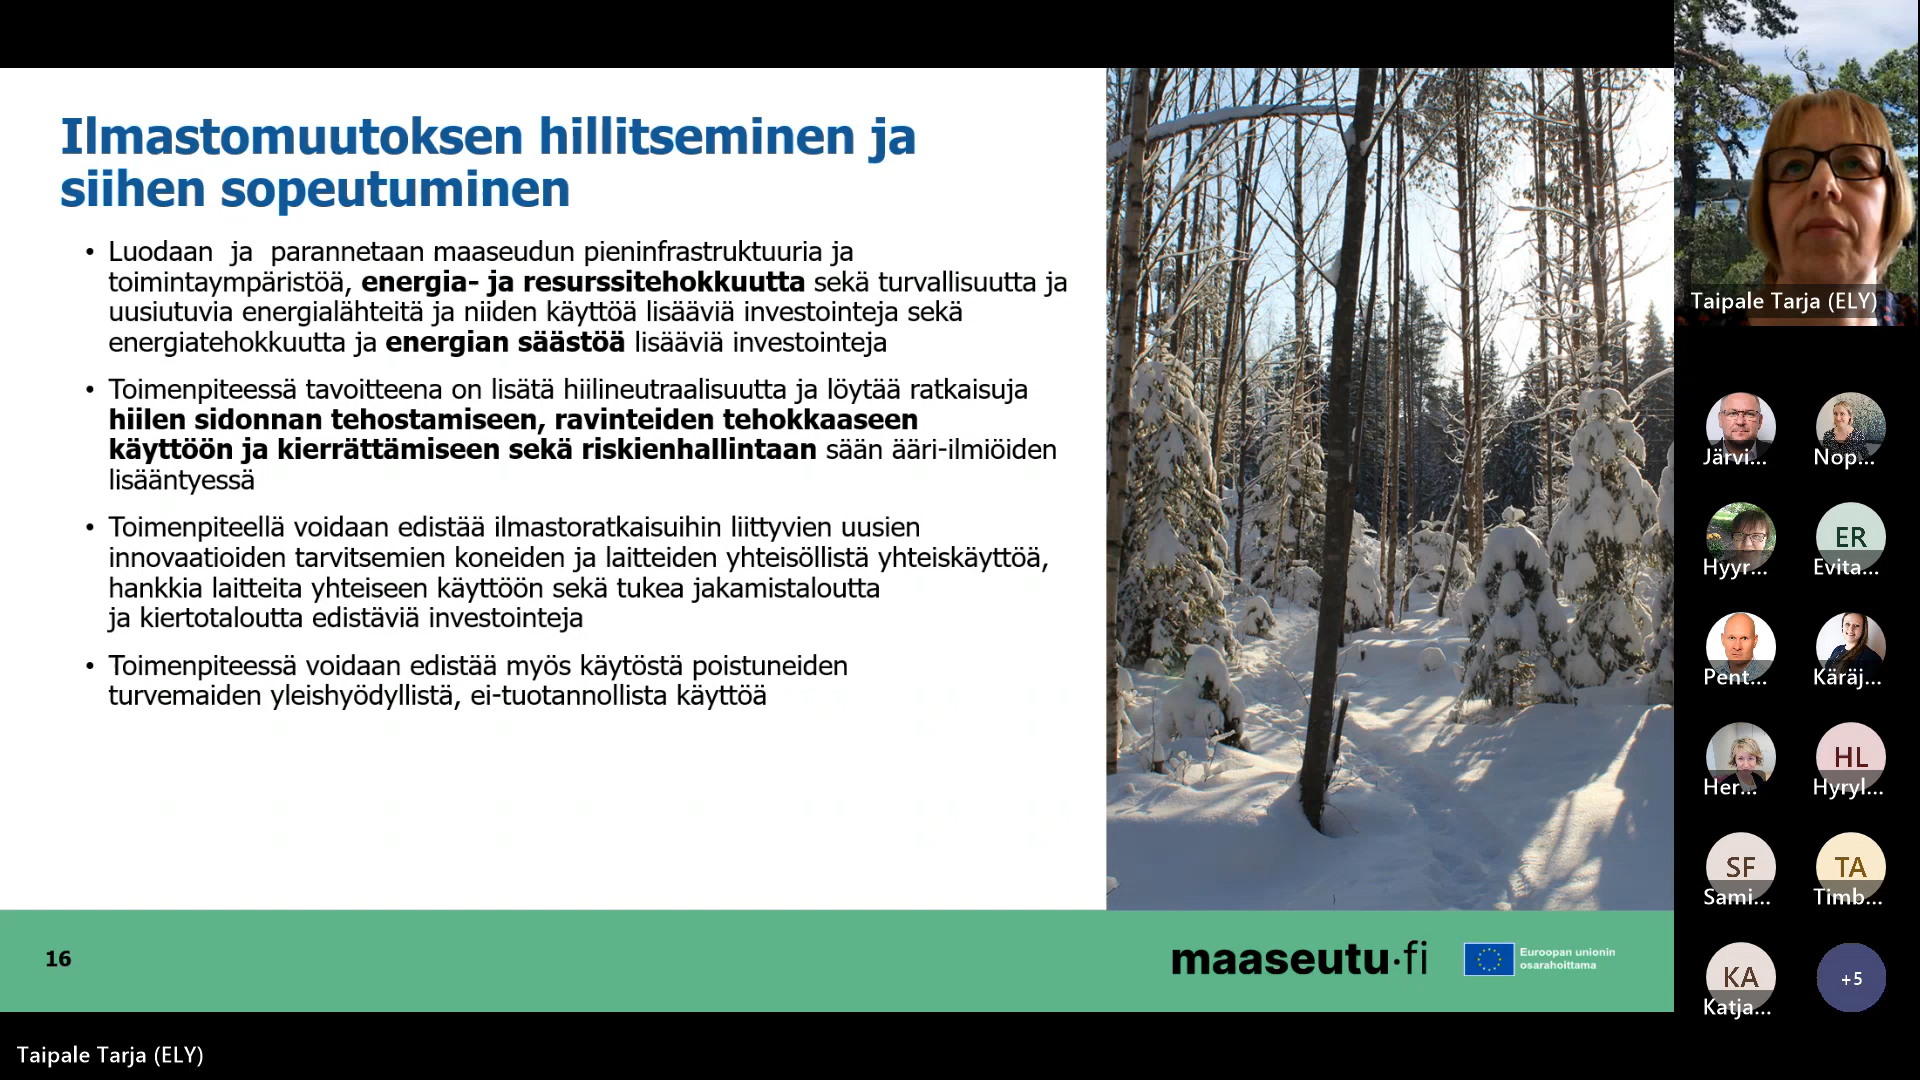 Ilmastomuutoksen hillitseminen ja
siihen sopeutuminen
• Luodaan ja parannetaan maaseudun pieninfrastruktuuria ja
toimintaympäristöä, energia- ja resurssitehokkuutta sekä turvallisuutta ja
uusiutuvia energialähteitä ja niiden käyttöä lisääviä investointeja sekä
energiatehokkuutta ja energian säästöä lisääviä investointeja
• Toimenpiteessä tavoitteena on lisätä hiilineutraalisuutta ja löytää ratkaisuja
hiilen sidonnan tehostamiseen, ravinteiden tehokkaaseen
käyttöön ja kierrättämiseen sekä riskienhallintaan sään ääri-ilmiöiden
lisääntyessä
• Toimenpiteellä voidaan edistää ilmastoratkaisuihin liittyvien uusien
innovaatioiden tarvitsemien koneiden ja laitteiden yhteisöllistä yhteiskäyttöä,
hankkia laitteita yhteiseen käyttöön sekä tukea jakamistaloutta
ja kiertotaloutta edistäviä investointeja
• Toimenpiteessä voidaan edistää myös käytöstä poistuneiden
turvemaiden yleishyödyllistä, ei-tuotannollista käyttöä
16
maaseutu·fi
Euroopan unionin
osarahoittama
Taipale Tarja (ELY)
Taipale Tarja (ELY)
Järvi...
Nop...
Hyyr...
ER
Evita...
Pent...
Käräj...
Her...
HL
Hyryl...
SF
Sami...
TA
Timb...
KA
Katja...
+5